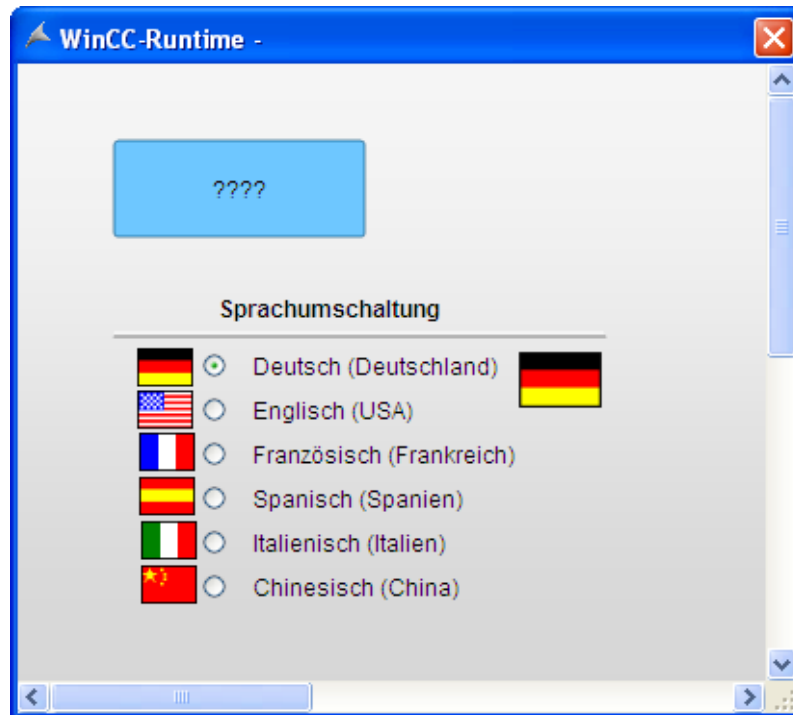 WinCC-Runtime -
????
Sprachumschaltung
Deutsch (Deutschland)
Englisch (USA)
Französisch (Frankreich)
Spanisch (Spanien)
Italienisch (Italien)
Chinesisch (China)